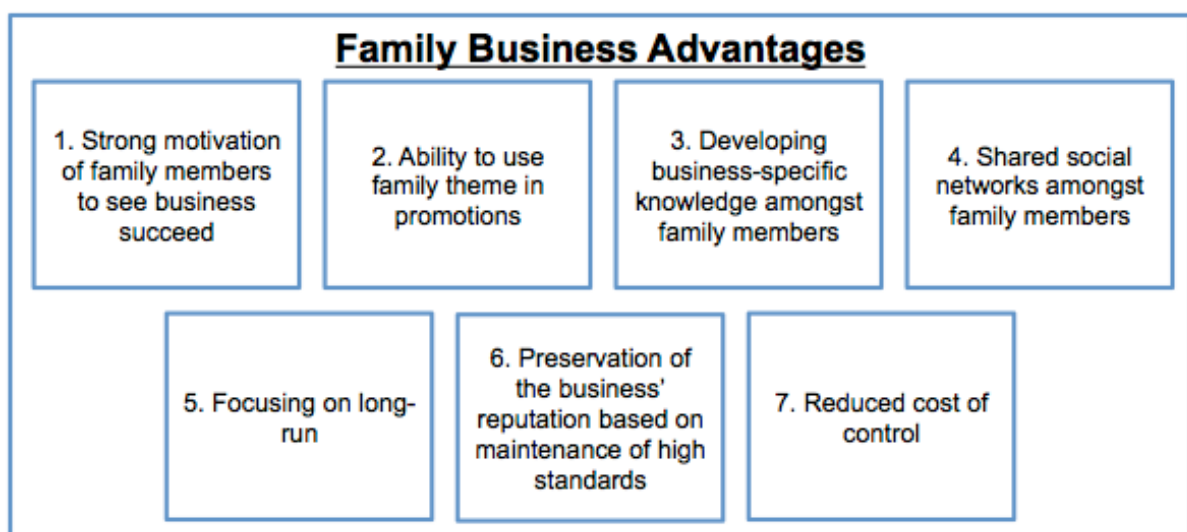 Family Business Advantages
1. Strong motivation
of family members
to see business
succeed
2. Ability to use
family theme in
promotions
3. Developing
business-specific
knowledge amongst
family members
4. Shared social
networks amongst
family members
5. Focusing on long-
run
6. Preservation of
the business'
reputation based on
maintenance of high
standards
7. Reduced cost of
control